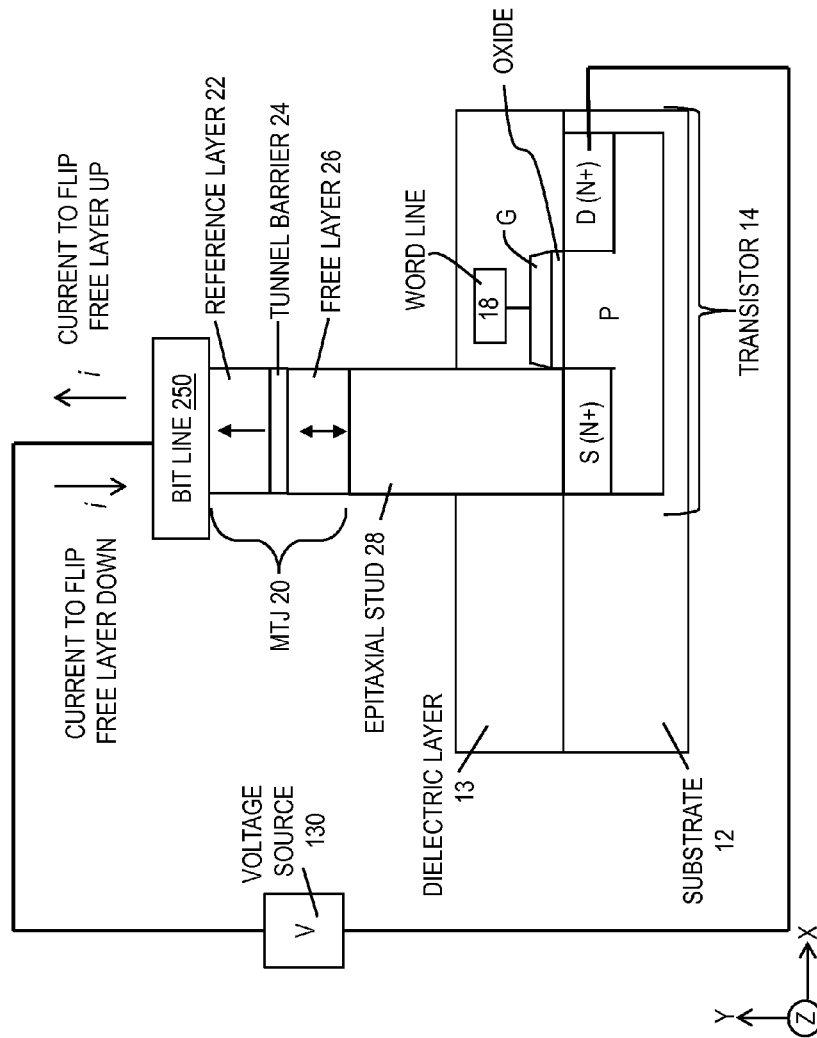 CURRENT TO FLIP
FREE LAYER DOWN
i
i
CURRENT TO FLIP
FREE LAYER UP
BIT LINE 250
REFERENCE LAYER 22
TUNNEL BARRIER 24
FREE LAYER 26
MTJ 20
EPITAXIAL STUD 28
VOLTAGE
SOURCE
130
V
WORD LINE
18
G
OXIDE
DIELECTRIC LAYER
13
S (N+)
P
D (N+)
SUBSTRATE
12
TRANSISTOR 14
Y
Z
X